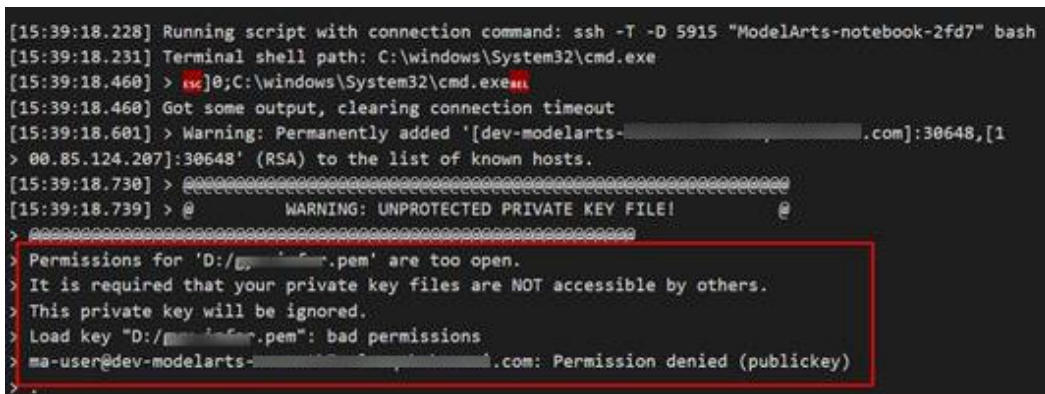 [15:39:18.228] Running script with connection command: ssh -T -D 5915 "ModelArts-notebook-2fd7" bash
[15:39:18.231] Terminal shell path: C:\windows\System32\cmd.exe
[15:39:18.460] > ESC]0;C:\windows\System32\cmd.exeBEL
[15:39:18.460] Got some output, clearing connection timeout
[15:39:18.601] > Warning: Permanently added '[dev-modelarts- .com]:30648,[1
> 00.85.124.207]:30648' (RSA) to the list of known hosts.
[15:39:18.730] > @@@@@@@@@@@@@@@@@@@@@@@@@@@@@@@@@@@@@@@@@@@@@@@@@@@@@@@@@@@
[15:39:18.739] > @ WARNING: UNPROTECTED PRIVATE KEY FILE! @
> @@@@@@@@@@@@@@@@@@@@@@@@@@@@@@@@@@@@@@@@@@@@@@@@@@@@@@@@@@@
> Permissions for 'D:/ .pem' are too open.
> It is required that your private key files are NOT accessible by others.
> This private key will be ignored.
> Load key "D:/ .pem": bad permissions
> ma-user@dev-modelarts- .com: Permission denied (publickey)
> .